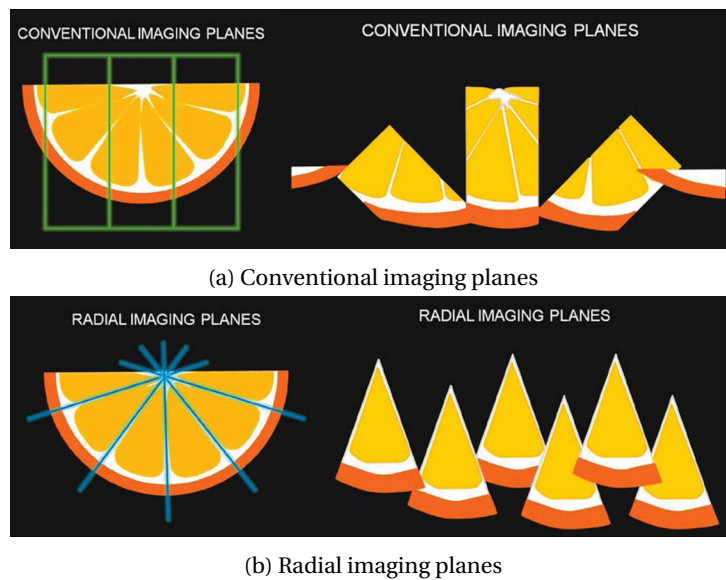 CONVENTIONAL IMAGING PLANES
CONVENTIONAL IMAGING PLANES
(a) Conventional imaging planes
RADIAL IMAGING PLANES
RADIAL IMAGING PLANES
(b) Radial imaging planes